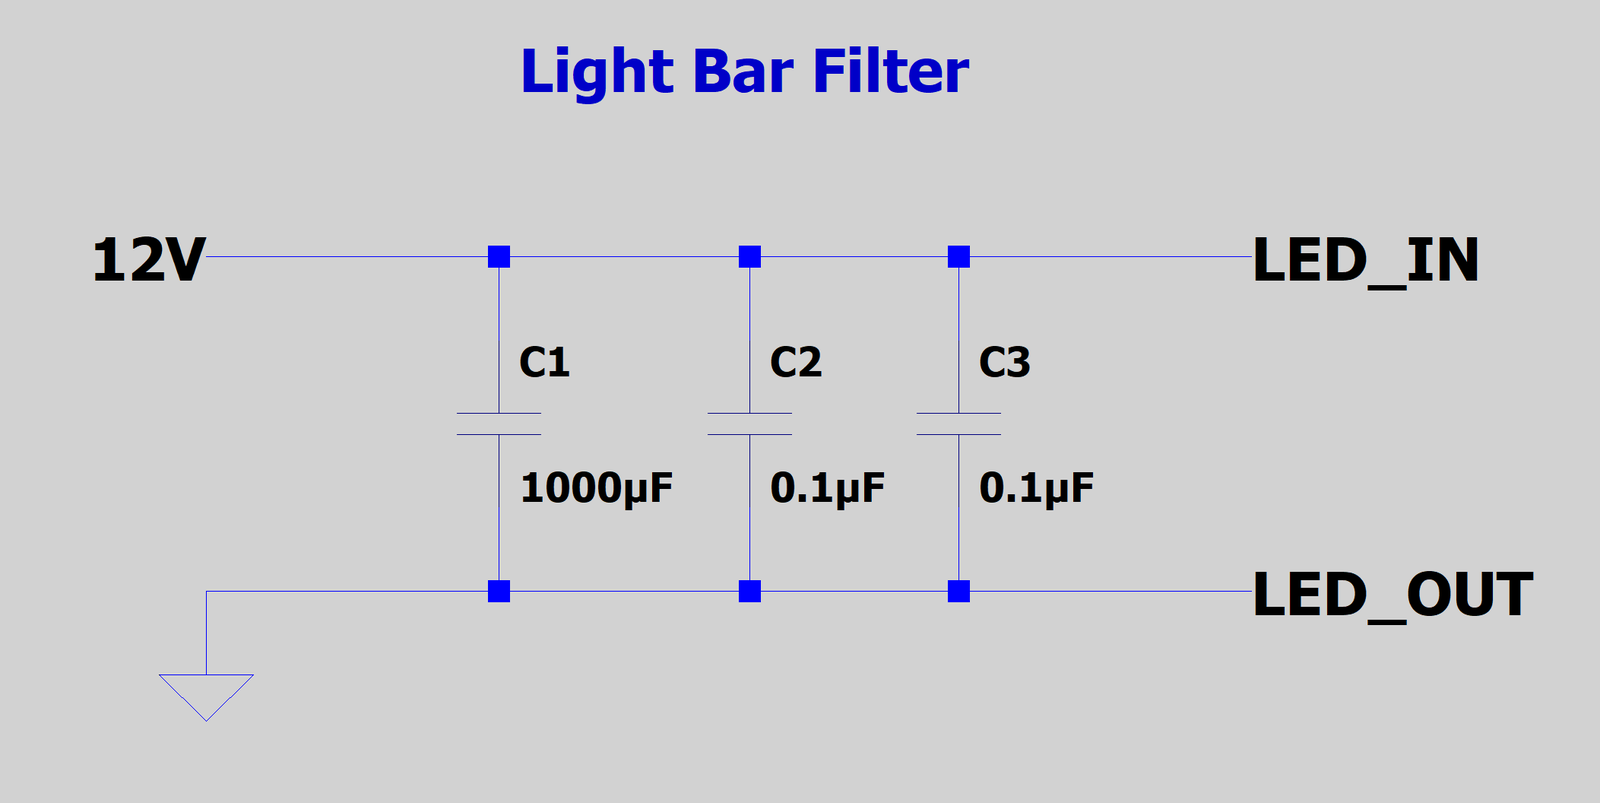 Light Bar Filter
12V
LED_IN
C1
C2
C3
1000µF
0.1µF
0.1µF
LED_OUT